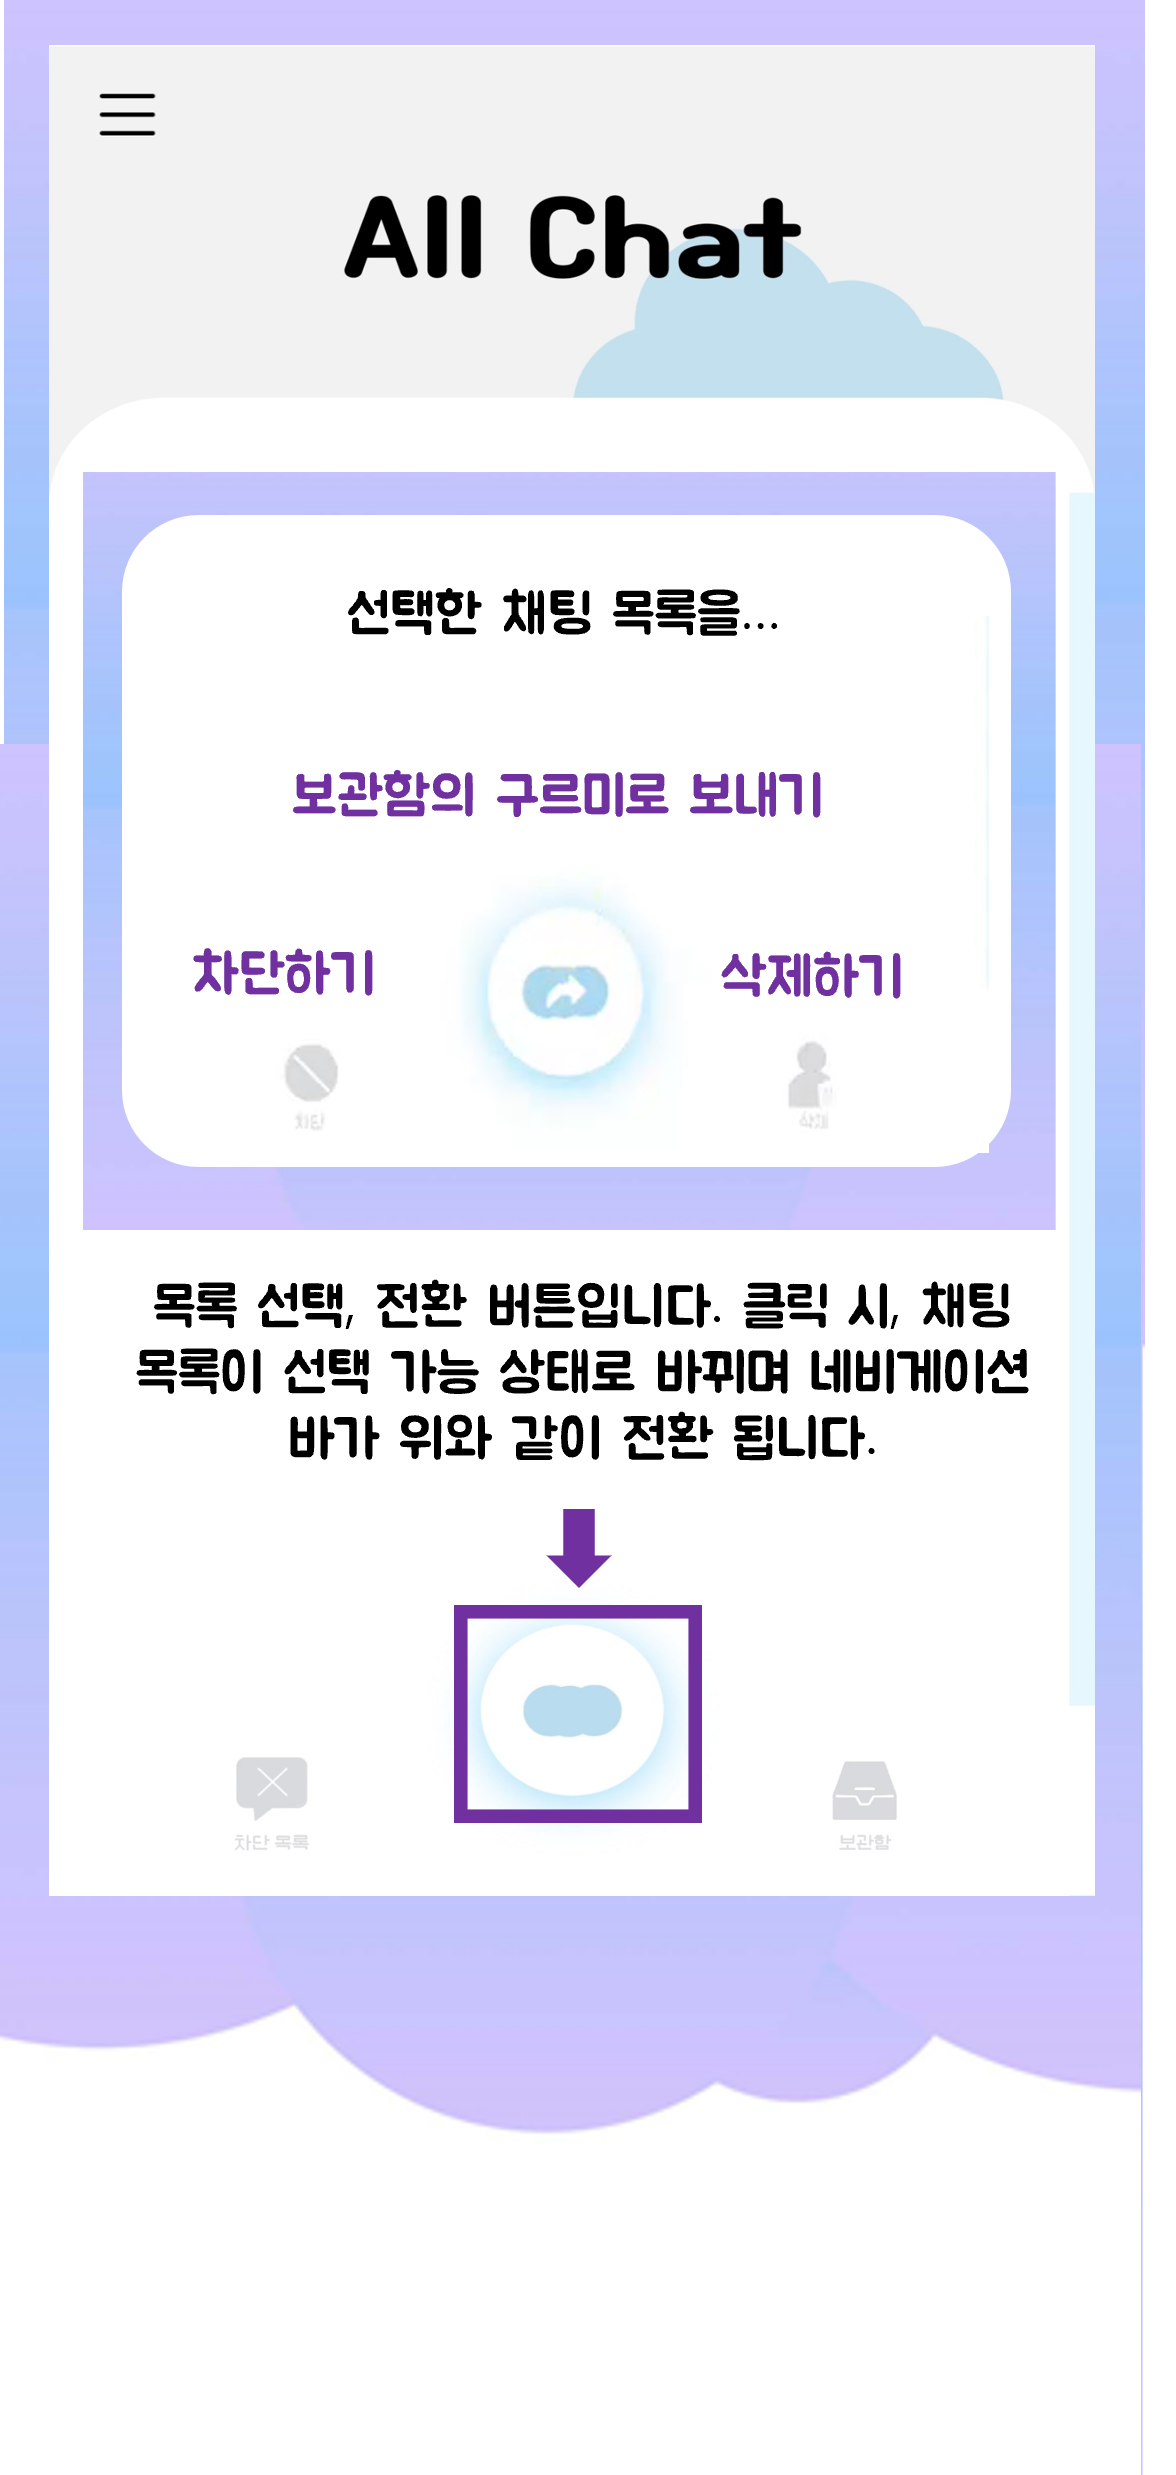 All Chat
선택한 채팅 목록을...
보관함의 구르미로 보내기
차단하기
삭제하기
차단
삭제
목록 선택, 전환 버튼입니다. 클릭 시, 채팅
목록이 선택 가능 상태로 바뀌며 네비게이션
바가 위와 같이 전환 됩니다.
차단 목록
보관함